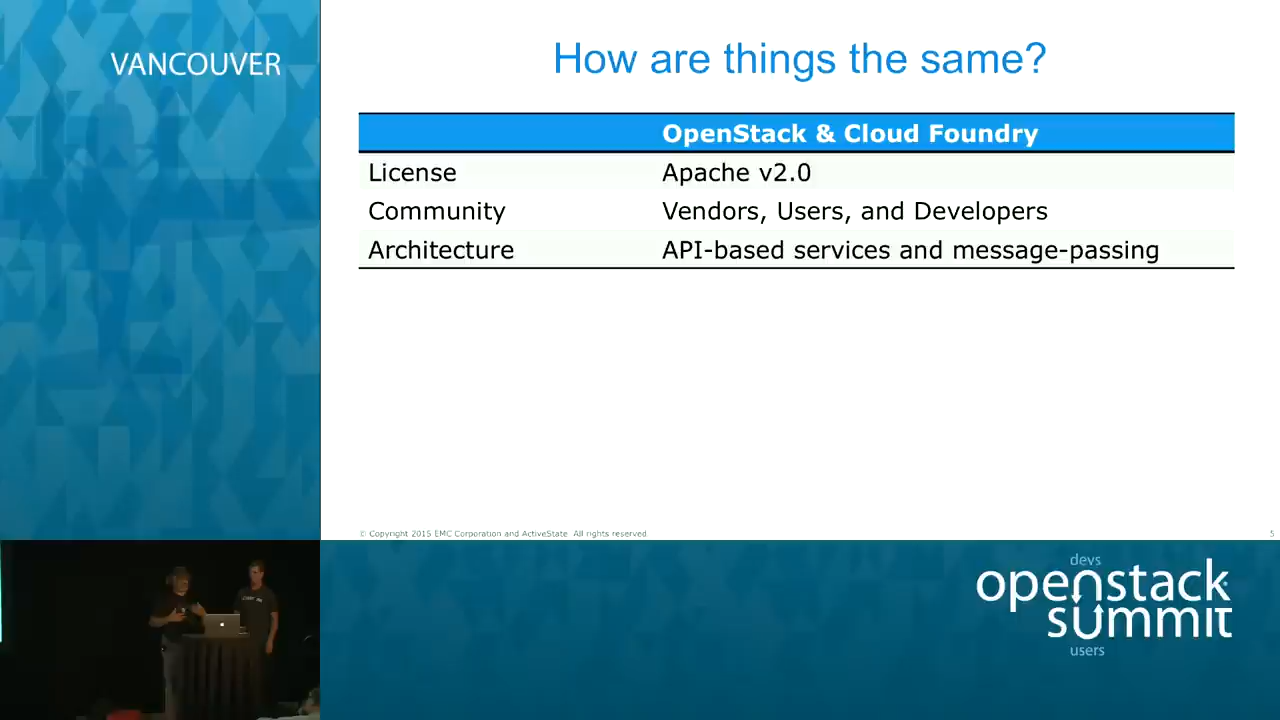 VANCOUVER
How are things the same?
OpenStack & Cloud Foundry
License Apache v2.0
Community Vendors, Users, and Developers
Architecture API-based services and message-passing
© Copyright 2015 EMC Corporation and ActiveState All rights reserved
5
devs
openstack
summit
users